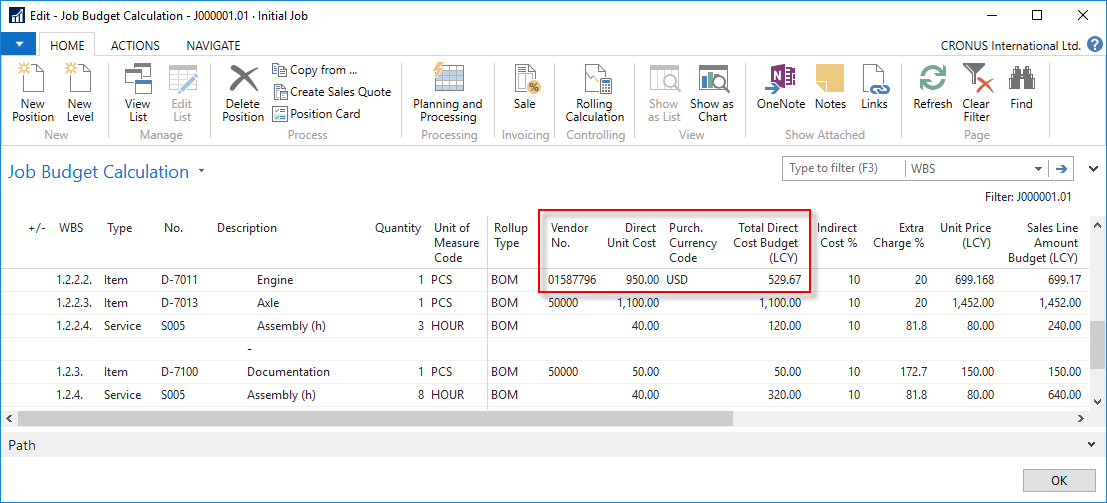 Edit - Job Budget Calculation - J000001.01 · Initial Job
HOME ACTIONS NAVIGATE CRONUS International Ltd. ?
New Position
New Level
New
View List
Edit List
Manage
Delete Position
Copy from ...
Create Sales Quote
Position Card
Process
Planning and Processing
Processing
Sale
Invoicing
Rolling Calculation
Controlling
Show as List
Show as Chart
View
OneNote
Notes
Links
Show Attached
Refresh
Clear Filter
Find
Page
Job Budget Calculation
Type to filter (F3) WBS
Filter: J000001.01
+/- WBS Type No. Description Quantity Unit of Measure Code Rollup Type Vendor No. Direct Unit Cost Purch. Currency Code Total Direct Cost Budget (LCY) Indirect Cost % Extra Charge % Unit Price (LCY) Sales Line Amount Budget (LCY)
1.2.2.2. Item D-7011 Engine 1 PCS BOM 01587796 950.00 USD 529.67 10 20 699.168 699.17
1.2.2.3. Item D-7013 Axle 1 PCS BOM 50000 1,100.00 1,100.00 10 20 1,452.00 1,452.00
1.2.2.4. Service S005 Assembly (h) 3 HOUR BOM 40.00 120.00 10 81.8 80.00 240.00
-
1.2.3. Item D-7100 Documentation 1 PCS BOM 50000 50.00 50.00 10 172.7 150.00 150.00
1.2.4. Service S005 Assembly (h) 8 HOUR BOM 40.00 320.00 10 81.8 80.00 640.00
Path
OK